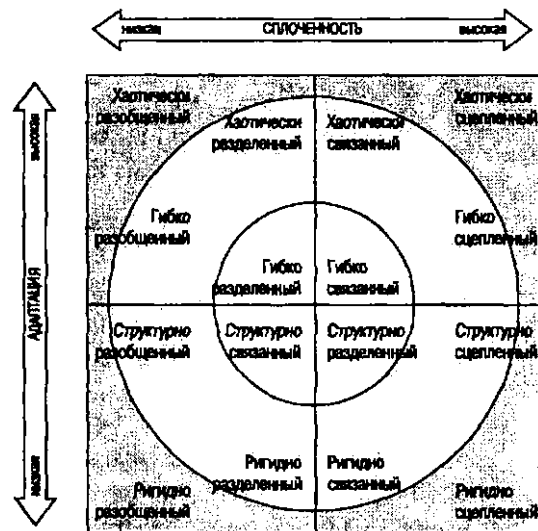 низкая СПЛОЧЕННОСТЬ высокая
высокая
АДАПТАЦИЯ
низкая
Хаотически
разобщенный
Хаотически
разделенный
Хаотически
связанный
Хаотически
сцепленный
Гибко
разобщенный
Гибко
разделенный
Гибко
связанный
Гибко
сцепленный
Структурно
разобщенный
Структурно
связанный
Структурно
разделенный
Структурно
сцепленный
Ригидно
разобщенный
Ригидно
разделенный
Ригидно
связанный
Ригидно
сцепленный